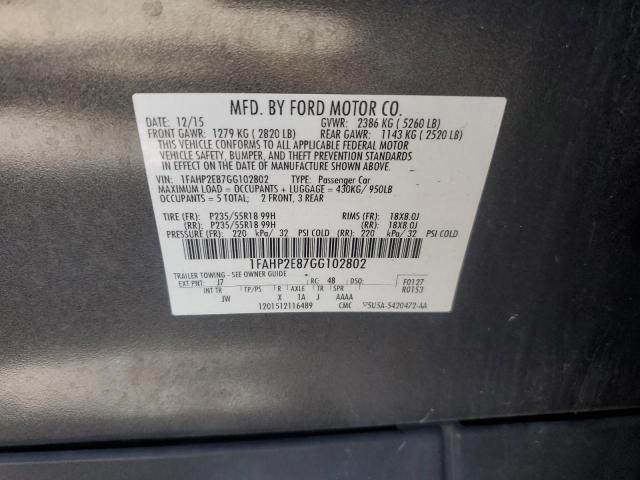 MFD. BY FORD MOTOR CO.
DATE: 12/15 GVWR: 2386 KG ( 5260 LB)
FRONT GAWR: 1279 KG ( 2820 LB) REAR GAWR: 1143 KG ( 2520 LB)
THIS VEHICLE CONFORMS TO ALL APPLICABLE FEDERAL MOTOR
VEHICLE SAFETY, BUMPER, AND THEFT PREVENTION STANDARDS
IN EFFECT ON THE DATE OF MANUFACTURE SHOWN
ABOVE.
VIN: 1FAHP2E87GG102802 TYPE: Passenger Car
MAXIMUM LOAD = OCCUPANTS + LUGGAGE = 430KG/ 950LB
OCCUPANTS = 5 TOTAL; 2 FRONT, 3 REAR
TIRE (FR): P235/55R18 99H RIMS (FR): 18X8.0J
(RR): P235/55R18 99H (RR): 18X8.0J
PRESSURE (FR): 220 kPa/ 32 PSI COLD (RR): 220 kPa/ 32 PSI COLD
1FAHP2E87GG102802
TRAILER TOWING - SEE OWNER GUIDE
EXT PNT: J7 RC: 48 DSO: F0127
R0153
INT TR TP/PS R AXLE TR SPR
JW X 1A J AAAA
1201512116489 CMC 5U5A-5420472-AA